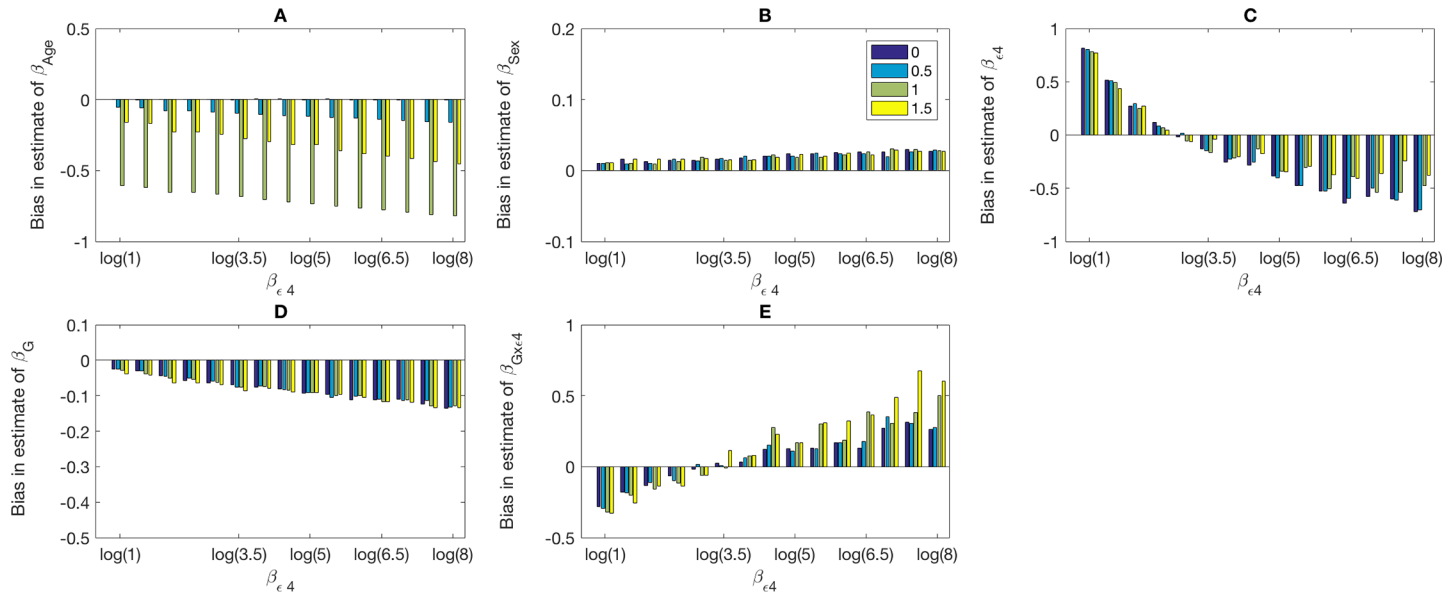 A
Bias in estimate of β_Age
0.5
0
-0.5
-1
log(1) log(3.5) log(5) log(6.5) log(8)
β_ϵ 4
B
Bias in estimate of β_Sex
0.2
0.1
0
-0.1
0
0.5
1
1.5
log(1) log(3.5) log(5) log(6.5) log(8)
β_ϵ 4
C
Bias in estimate of β_ϵ4
1
0.5
0
-0.5
-1
log(1) log(3.5) log(5) log(6.5) log(8)
β_ϵ4
D
Bias in estimate of β_G
0.1
0
-0.1
-0.2
-0.3
-0.4
-0.5
log(1) log(3.5) log(5) log(6.5) log(8)
β_ϵ 4
E
Bias in estimate of β_Gxϵ4
1
0.5
0
-0.5
log(1) log(3.5) log(5) log(6.5) log(8)
β_ϵ4